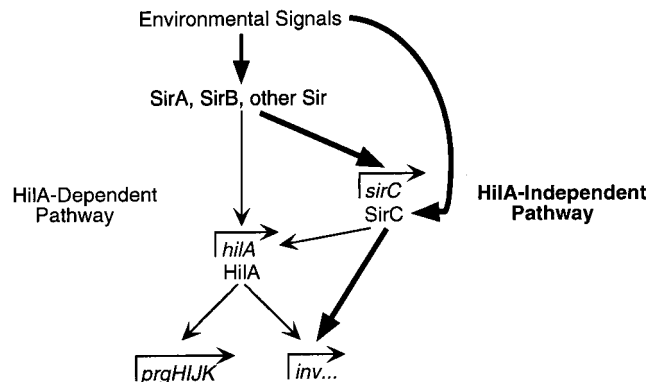 Environmental Signals
SirA, SirB, other Sir
sirC
SirC
HilA-Dependent
Pathway
HilA-Independent
Pathway
hilA
HilA
prgHIJK
inv...